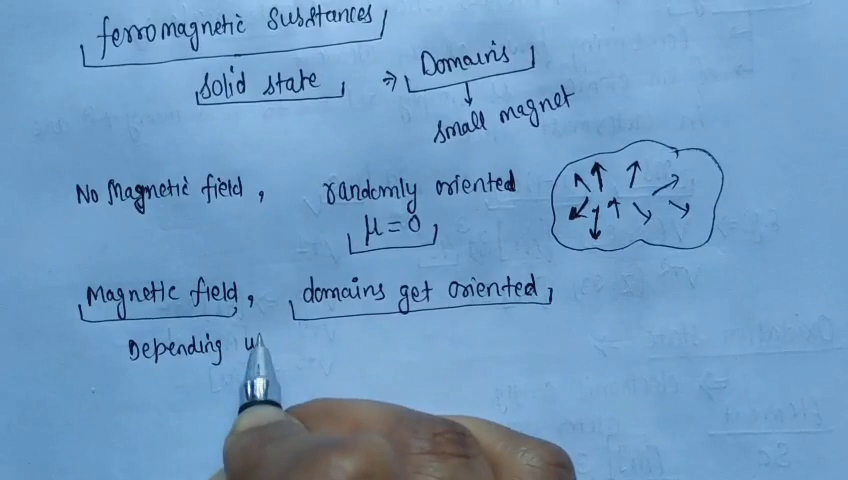 ferromagnetic substances
solid state ⇒ Domains
↓
small magnet
No Magnetic field, randomly oriented
μ = 0
Magnetic field, domains get oriented
Depending